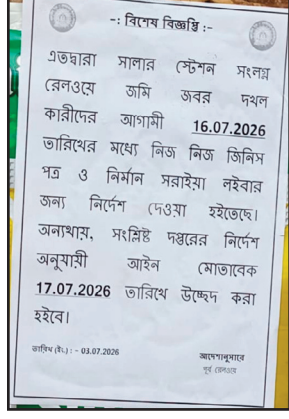 -: বিশেষ বিজ্ঞপ্তি :-
এতদ্বারা সালার স্টেশন সংলগ্ন
রেলওয়ে জমি জবর দখল
কারীদের আগামী 16.07.2026
তারিখের মধ্যে নিজ নিজ জিনিস
পত্র ও নির্মান সরাইয়া লইবার
জন্য নির্দেশ দেওয়া হইতেছে।
অন্যথায়, সংশ্লিষ্ট দপ্তরের নির্দেশ
অনুযায়ী আইন মোতাবেক
17.07.2026 তারিখে উচ্ছেদ করা
হইবে।
তারিখ (ইং) : - 03.07.2026
আদেশানুসারে
পূর্ব রেলওয়ে